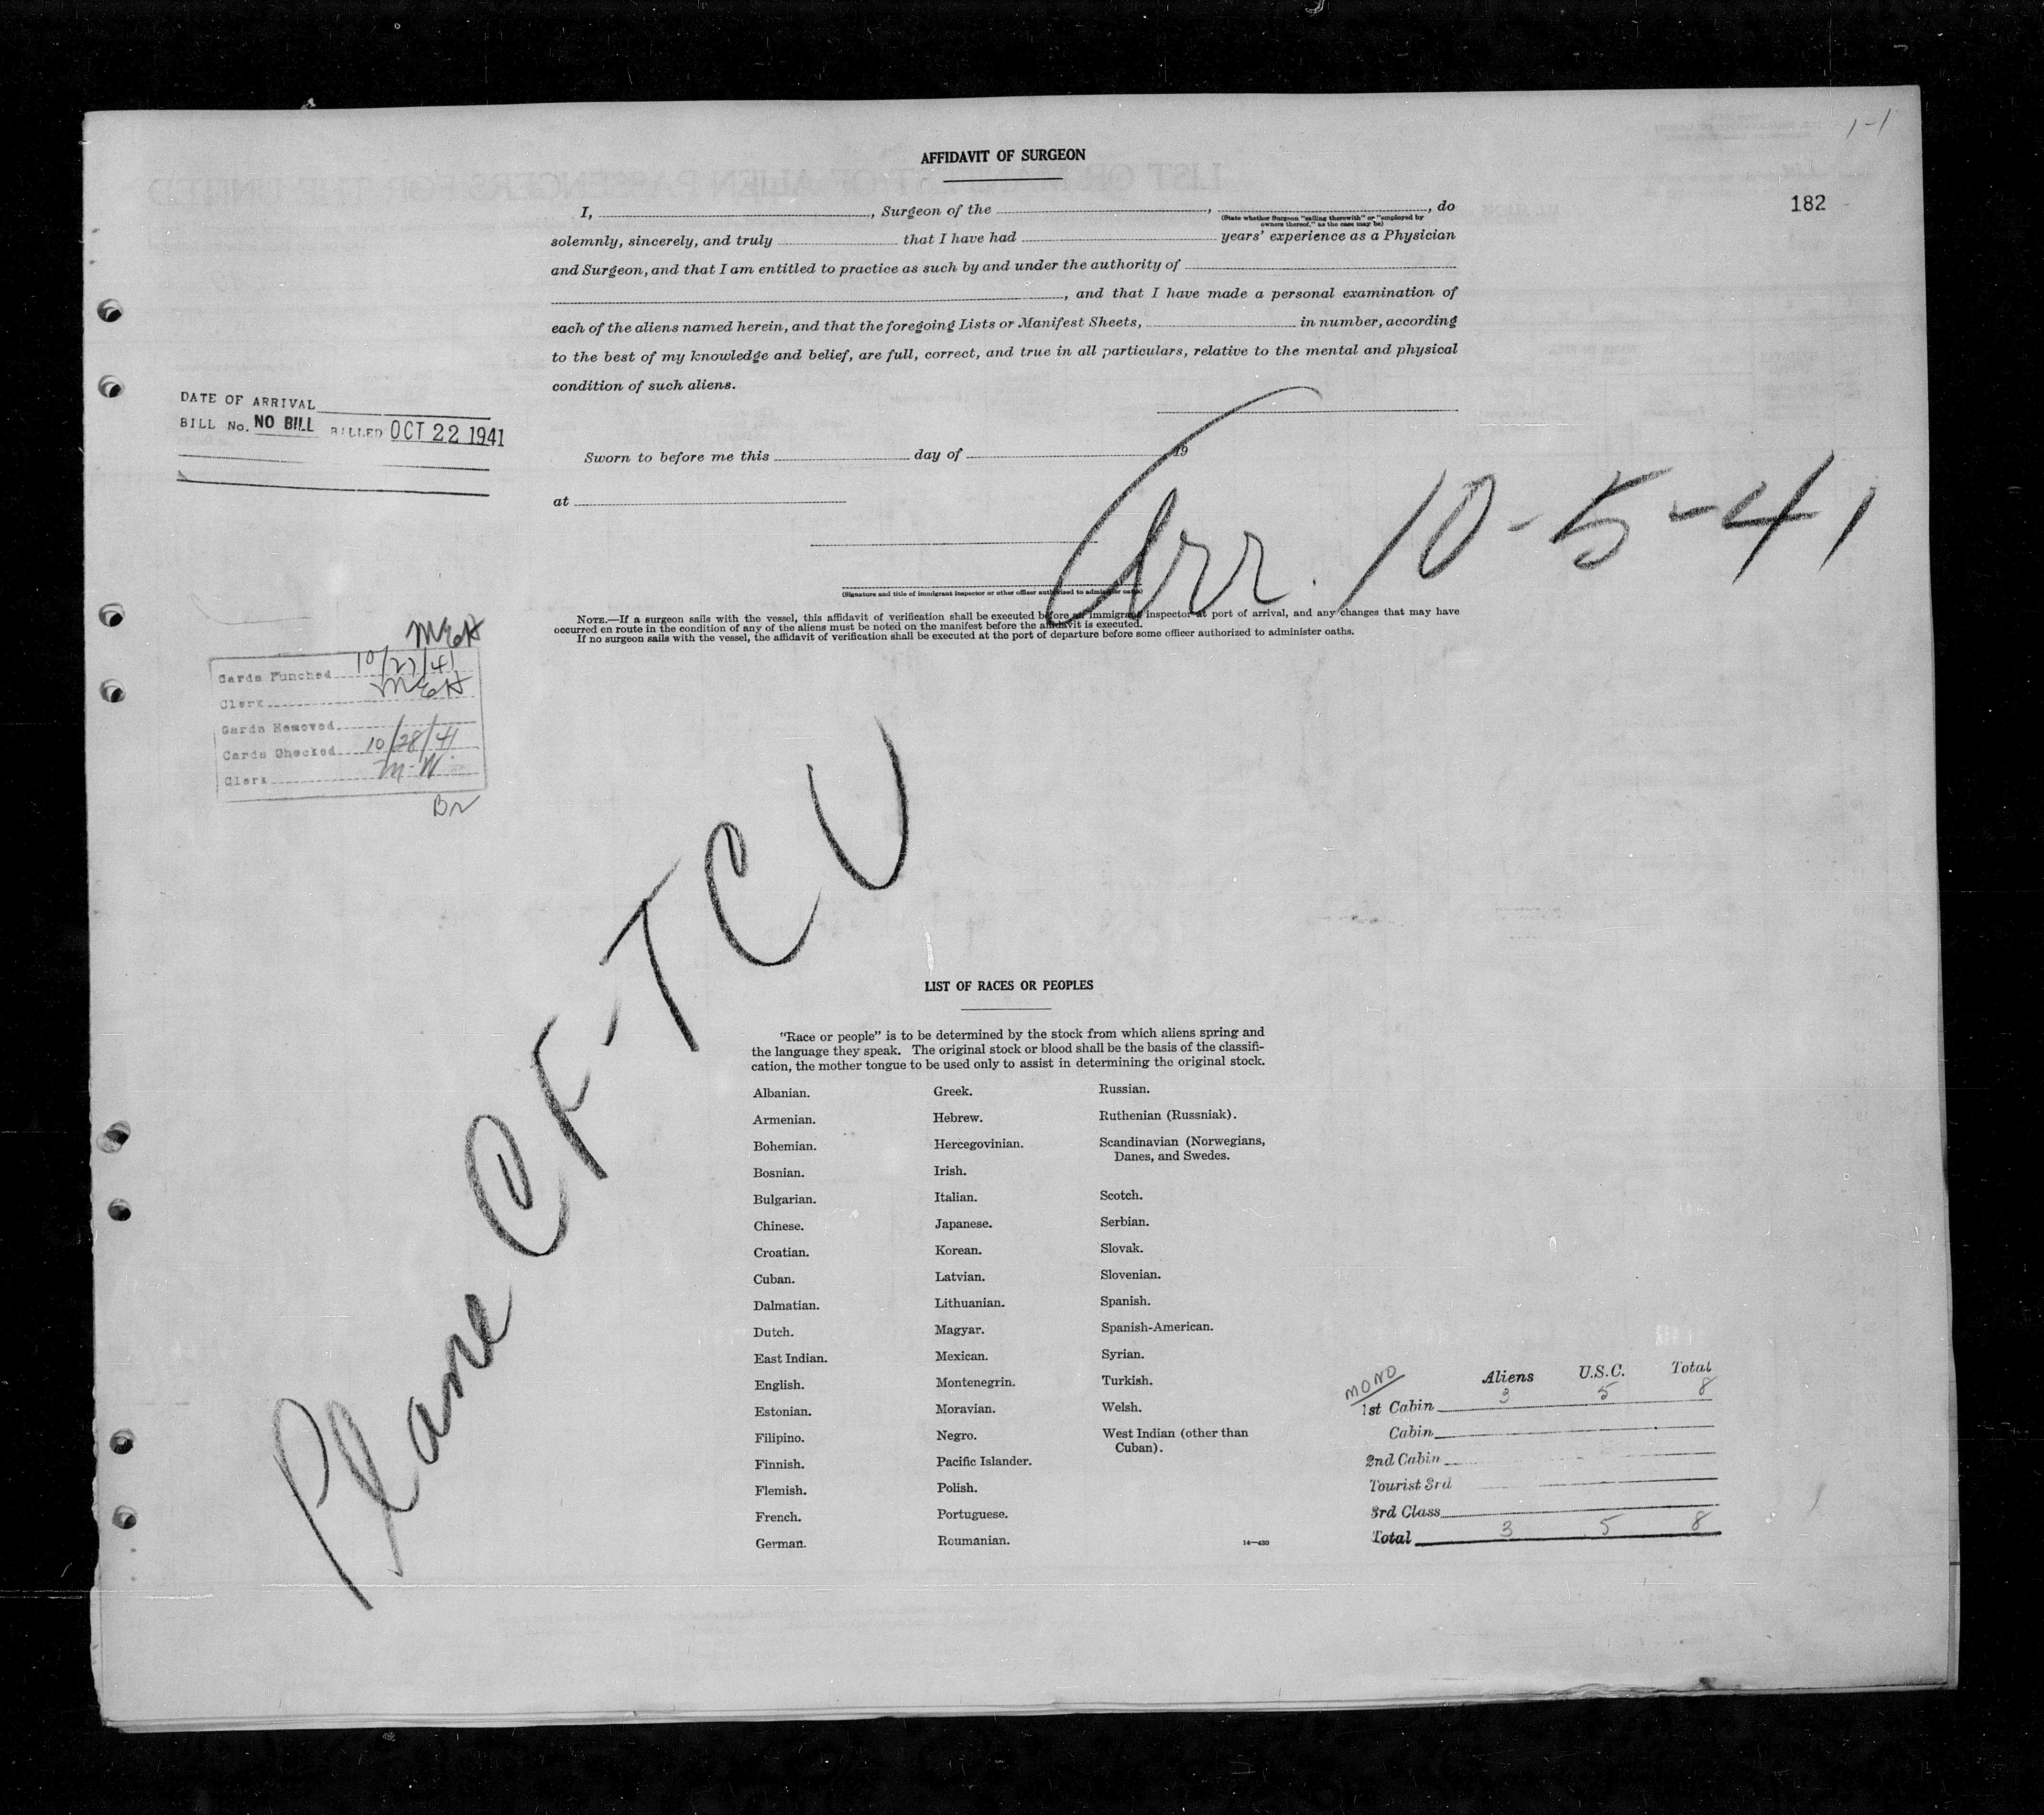 1-1
AFFIDAVIT OF SURGEON
182
I, , Surgeon of the , , do
(State whether Surgeon "sailing therewith" or "employed by
owners thereof," as the case may be)
solemnly, sincerely, and truly that I have had years' experience as a Physician
and Surgeon, and that I am entitled to practice as such by and under the authority of
, and that I have made a personal examination of
each of the aliens named herein, and that the foregoing Lists or Manifest Sheets, in number, according
to the best of my knowledge and belief, are full, correct, and true in all particulars, relative to the mental and physical
condition of such aliens.
DATE OF ARRIVAL
BILL No. NO BILL BILLED OCT 22 1941
Sworn to before me this day of 19
at
Arr. 10-5-41
(Signature and title of immigrant inspector or other officer authorized to administer oaths)
NOTE.—If a surgeon sails with the vessel, this affidavit of verification shall be executed before an immigrant inspector at port of arrival, and any changes that may have
occurred en route in the condition of any of the aliens must be noted on the manifest before the affidavit is executed.
If no surgeon sails with the vessel, the affidavit of verification shall be executed at the port of departure before some officer authorized to administer oaths.
MEH
Cards Punched 10/27/41
Clerk MEH
Cards Removed
Cards Checked 10/28/41
Clerk M-W
Plane CF-TCU
LIST OF RACES OR PEOPLES
"Race or people" is to be determined by the stock from which aliens spring and
the language they speak. The original stock or blood shall be the basis of the classifi-
cation, the mother tongue to be used only to assist in determining the original stock.
Albanian.
Armenian.
Bohemian.
Bosnian.
Bulgarian.
Chinese.
Croatian.
Cuban.
Dalmatian.
Dutch.
East Indian.
English.
Estonian.
Filipino.
Finnish.
Flemish.
French.
German.
Greek.
Hebrew.
Hercegovinian.
Irish.
Italian.
Japanese.
Korean.
Latvian.
Lithuanian.
Magyar.
Mexican.
Montenegrin.
Moravian.
Negro.
Pacific Islander.
Polish.
Portuguese.
Roumanian.
Russian.
Ruthenian (Russniak).
Scandinavian (Norwegians,
Danes, and Swedes.
Scotch.
Serbian.
Slovak.
Slovenian.
Spanish.
Spanish-American.
Syrian.
Turkish.
Welsh.
West Indian (other than
Cuban).
14—430
MONO
Aliens U.S.C. Total
1st Cabin 3 5 8
Cabin
2nd Cabin
Tourist 3rd
3rd Class
Total 3 5 8